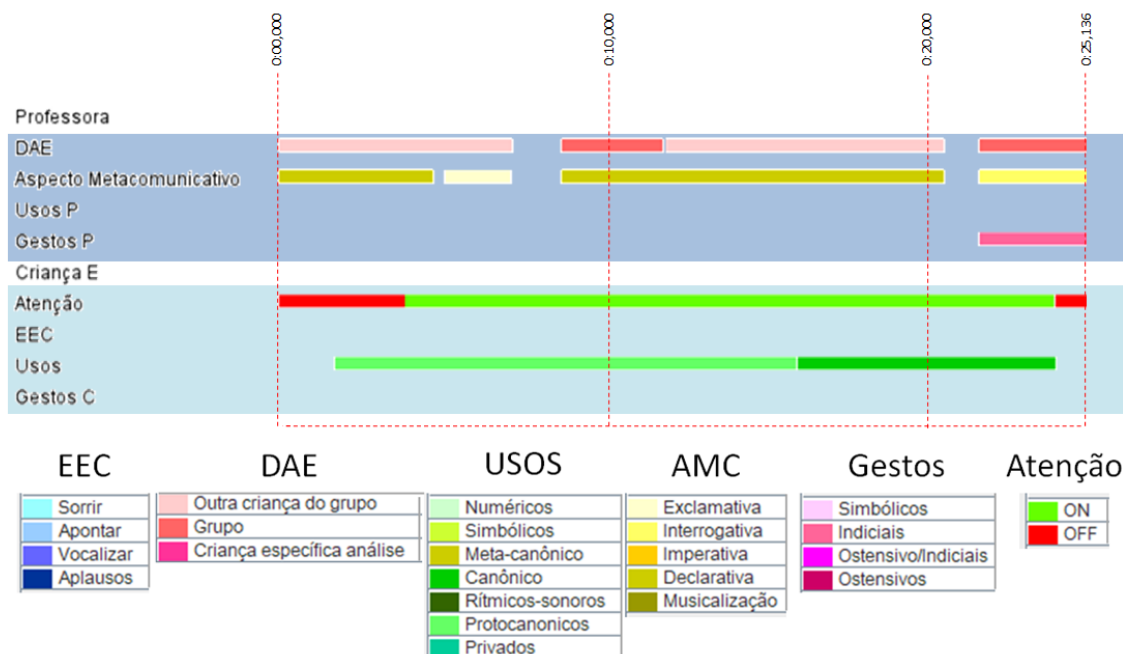 0:00,000
0:10,000
0:20,000
0:25,136
Professora
DAE
Aspecto Metacomunicativo
Usos P
Gestos P
Criança E
Atenção
EEC
Usos
Gestos C
EEC
Sorrir
Apontar
Vocalizar
Aplausos
DAE
Outra criança do grupo
Grupo
Criança específica análise
USOS
Numéricos
Simbólicos
Meta-canônico
Canônico
Rítmicos-sonoros
Protocanonicos
Privados
AMC
Exclamativa
Interrogativa
Imperativa
Declarativa
Musicalização
Gestos
Simbólicos
Indiciais
Ostensivo/Indiciais
Ostensivos
Atenção
ON
OFF